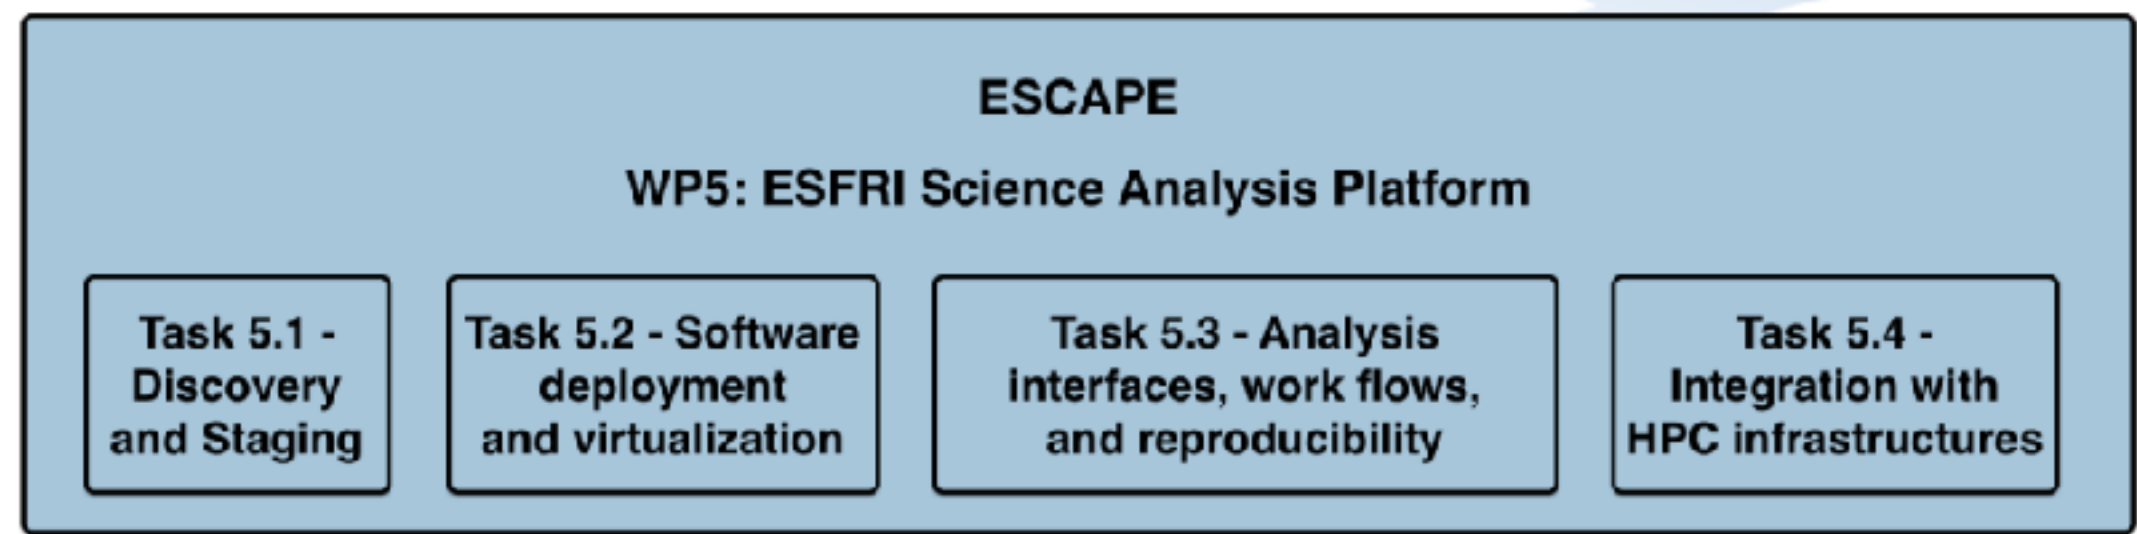 ESCAPE
WP5: ESFRI Science Analysis Platform
Task 5.1 -
Discovery
and Staging
Task 5.2 - Software
deployment
and virtualization
Task 5.3 - Analysis
interfaces, work flows,
and reproducibility
Task 5.4 -
Integration with
HPC infrastructures